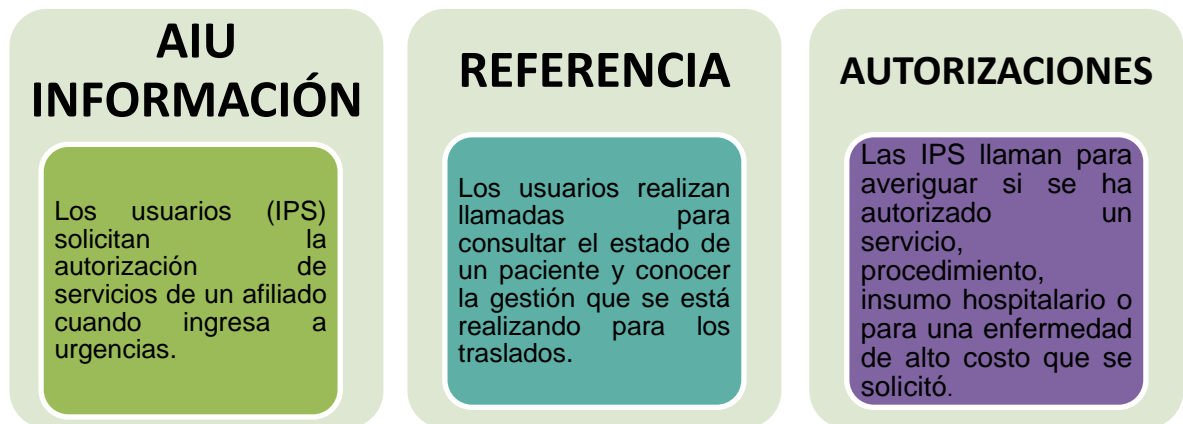 AIU
INFORMACIÓN
Los usuarios (IPS)
solicitan la
autorización de
servicios de un afiliado
cuando ingresa a
urgencias.
REFERENCIA
Los usuarios realizan
llamadas para
consultar el estado de
un paciente y conocer
la gestión que se está
realizando para los
traslados.
AUTORIZACIONES
Las IPS llaman para
averiguar si se ha
autorizado un
servicio,
procedimiento,
insumo hospitalario o
para una enfermedad
de alto costo que se
solicitó.